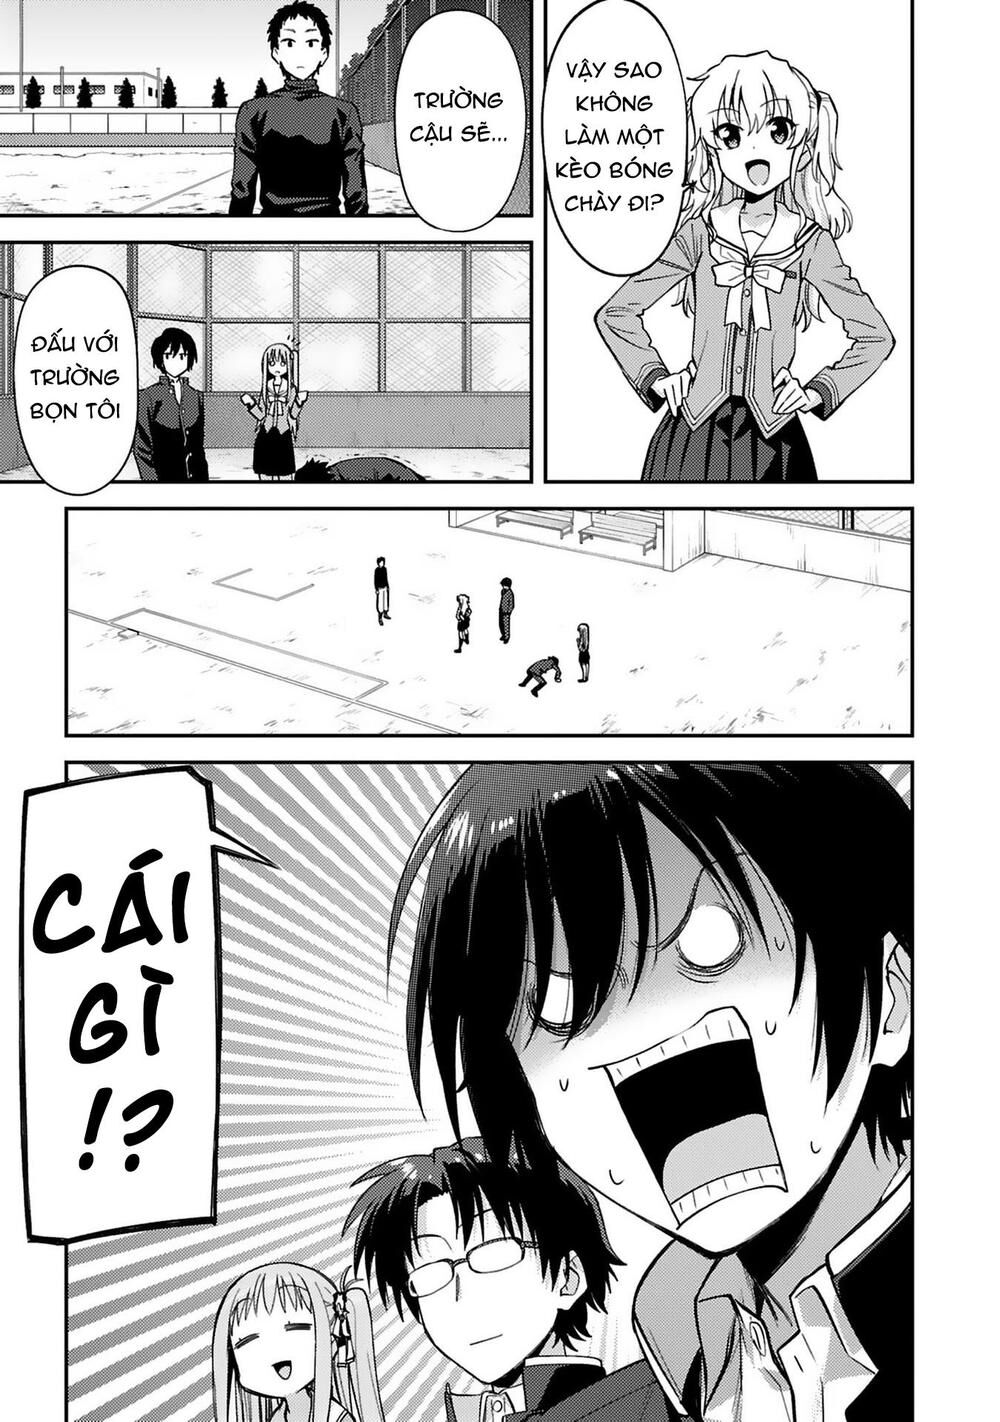 VẬY SAO
KHÔNG
LÀM MỘT
KÈO BÓNG
CHÀY ĐI?
TRƯỜNG
CẬU SẼ...
ĐẤU VỚI
TRƯỜNG
BỌN TÔI
CÁI
GÌ
!?